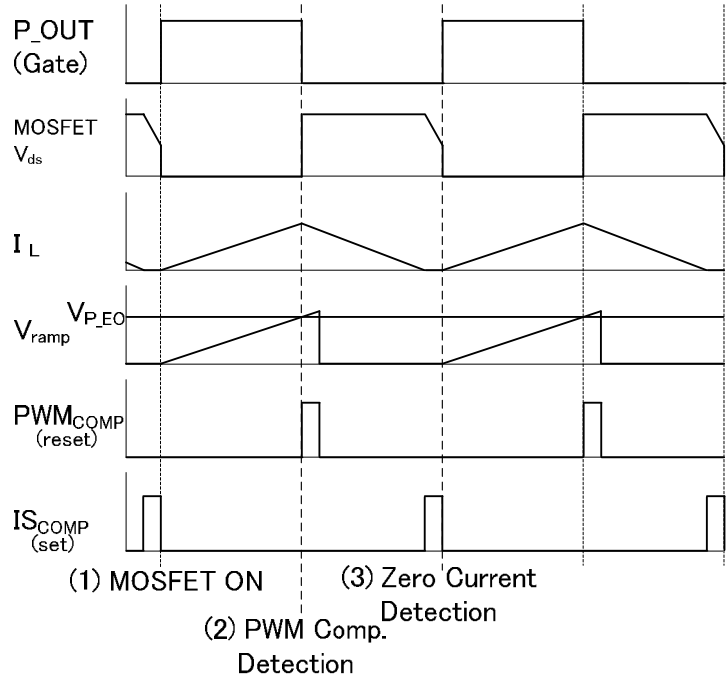 P_OUT
(Gate)
MOSFET
Vds
I L
VP_EO
Vramp
PWMCOMP
(reset)
ISCOMP
(set)
(1) MOSFET ON
(3) Zero Current
Detection
(2) PWM Comp.
Detection